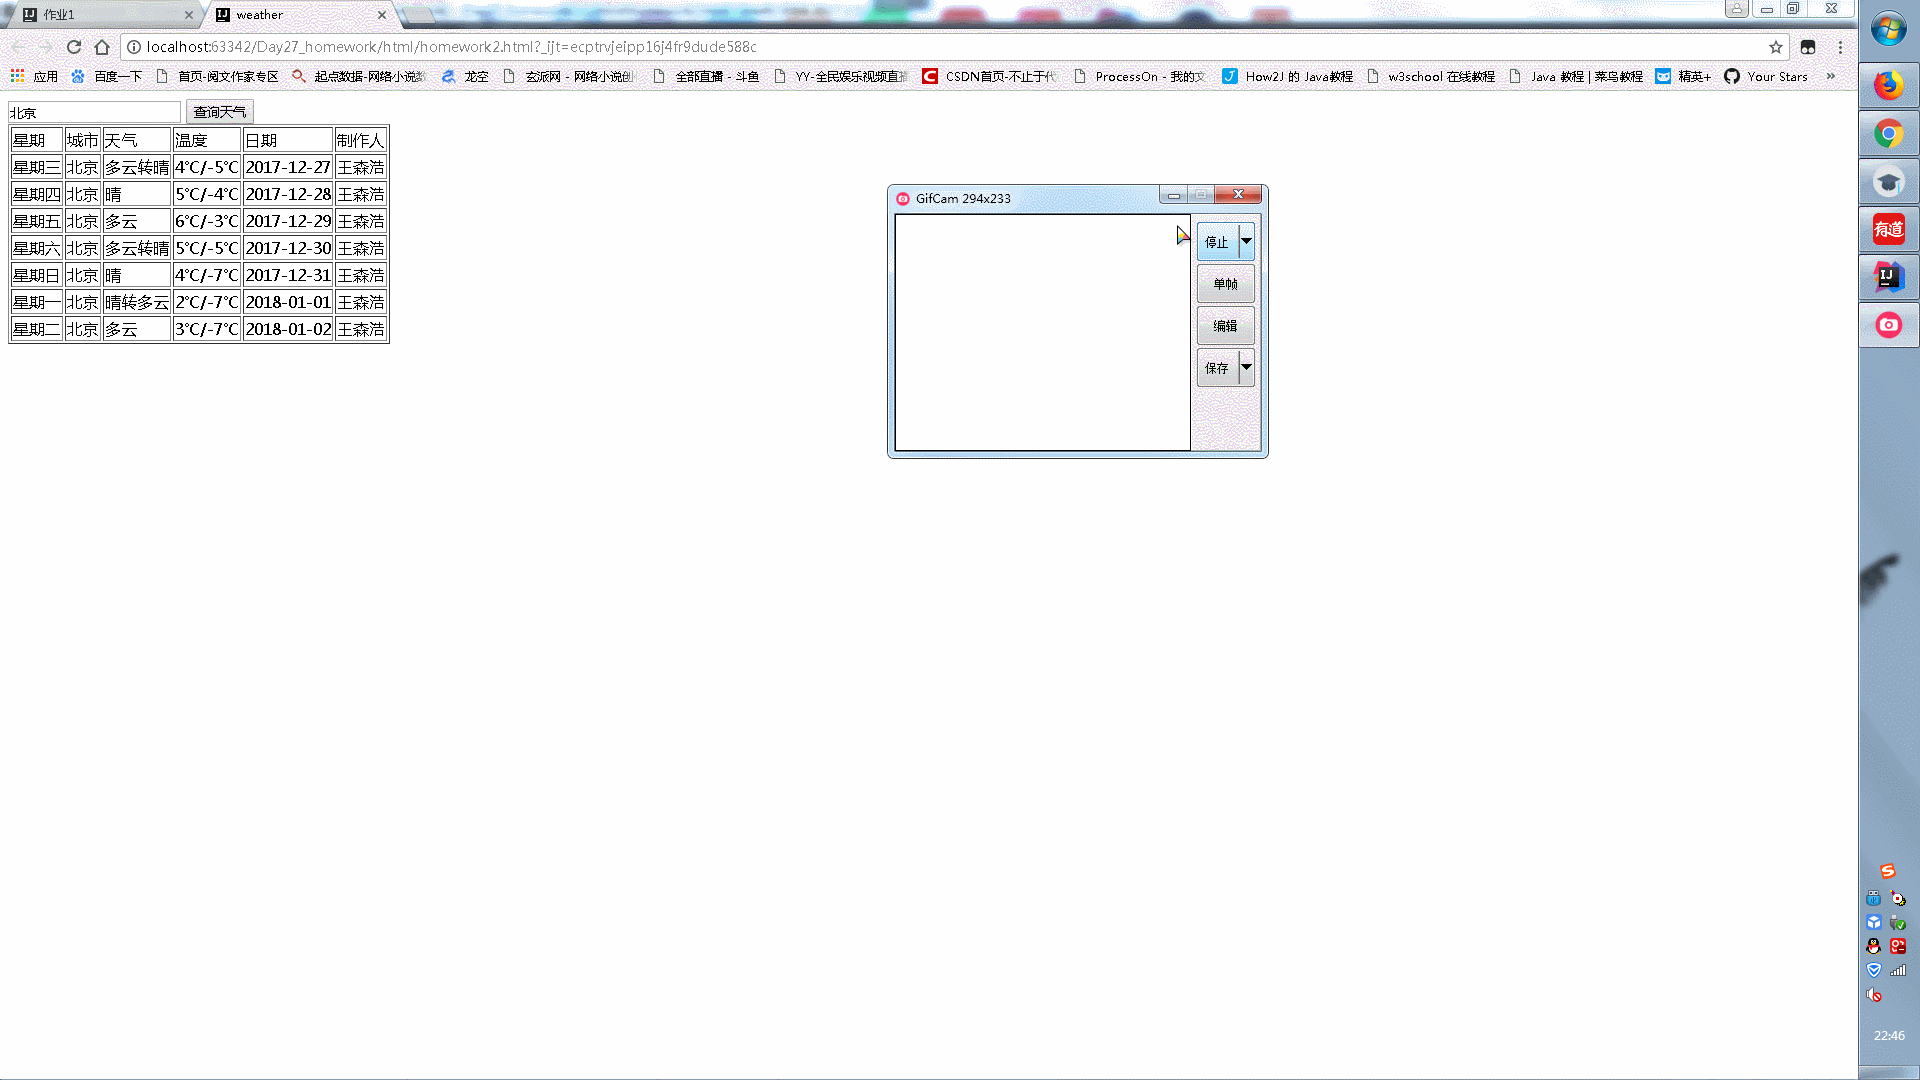 作业1
weather
localhost:63342/Day27_homework/html/homework2.html?_ijt=ecptrvjeipp16j4fr9dude588c
应用 百度一下 首页-阅文作家专区 起点数据-网络小说数 龙空 玄派网 - 网络小说创 全部直播 - 斗鱼 YY-全民娱乐视频直播 CSDN首页-不止于代 ProcessOn - 我的文 How2J 的 Java教程 w3school 在线教程 Java 教程 | 菜鸟教程 精英+ Your Stars »
北京 查询天气
星期 城市 天气 温度 日期 制作人
星期三 北京 多云转晴 4℃/-5℃ 2017-12-27 王森浩
星期四 北京 晴 5℃/-4℃ 2017-12-28 王森浩
星期五 北京 多云 6℃/-3℃ 2017-12-29 王森浩
星期六 北京 多云转晴 5℃/-5℃ 2017-12-30 王森浩
星期日 北京 晴 4℃/-7℃ 2017-12-31 王森浩
星期一 北京 晴转多云 2℃/-7℃ 2018-01-01 王森浩
星期二 北京 多云 3℃/-7℃ 2018-01-02 王森浩
GifCam 294x233
停止
单帧
编辑
保存
有道
IJ
22:46